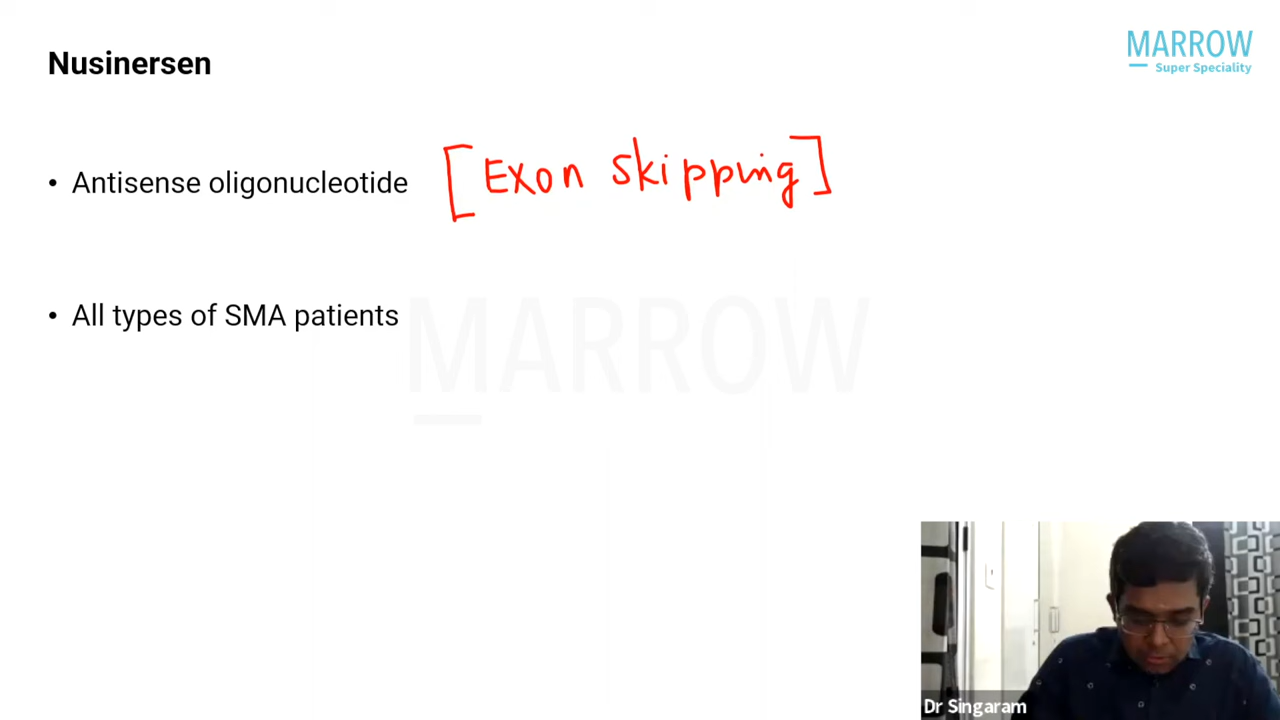 MARROW
Super Speciality
Nusinersen
• Antisense oligonucleotide [Exon skipping]
• All types of SMA patients
MARROW
Dr Singaram